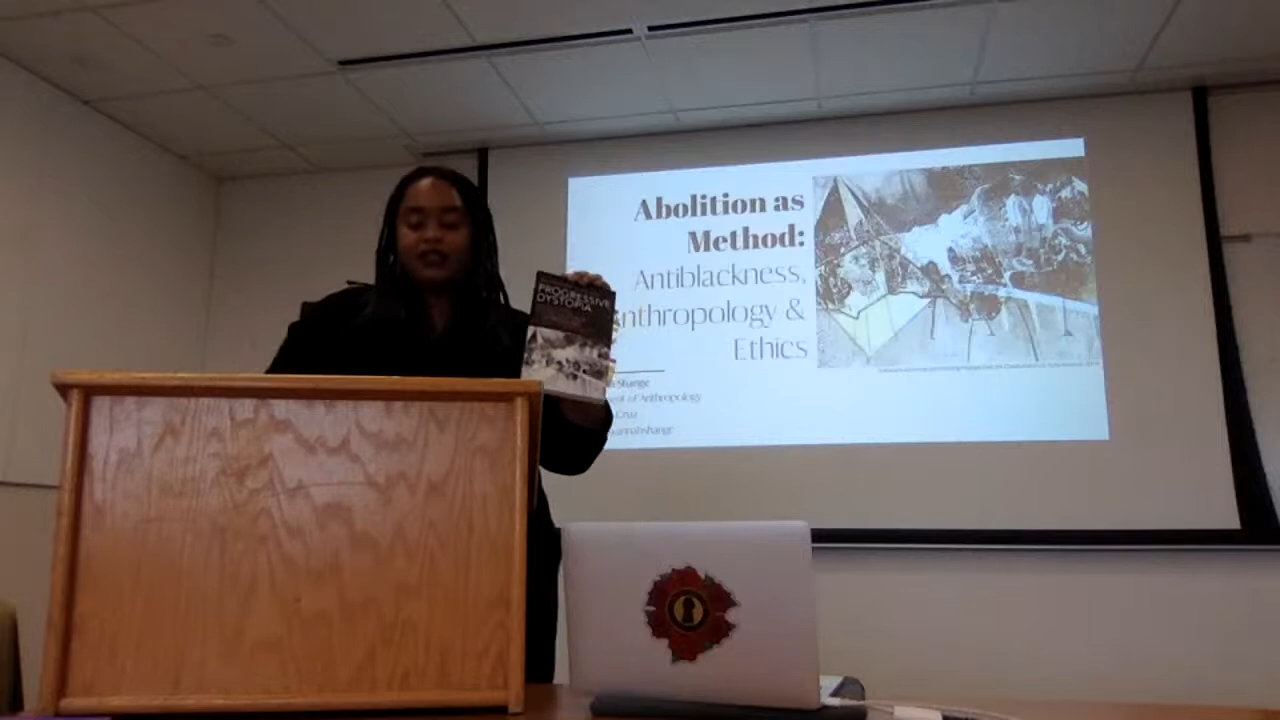 Abolition as
Method:
Antiblackness,
nthropology &
Ethics
Shange
of Anthropology
Cruz
PROGRESSIVE
DYSTOPIA